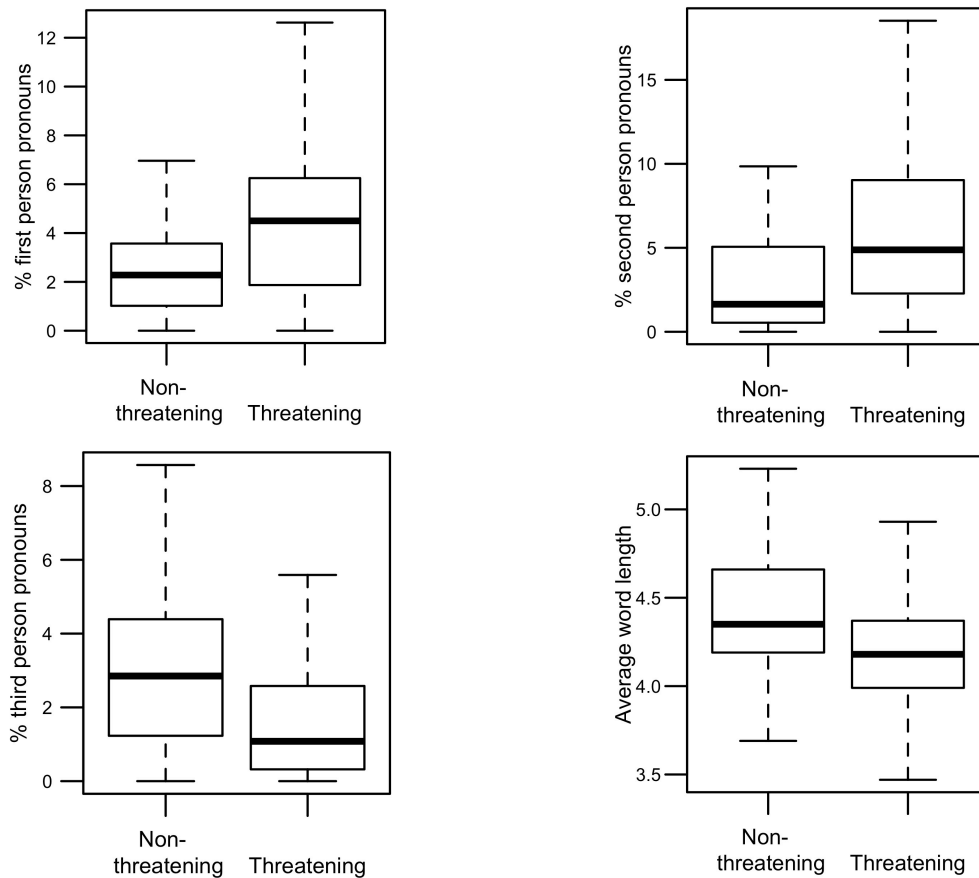 % first person pronouns
12
10
8
6
4
2
0
Non-
threatening
Threatening
% second person pronouns
15
10
5
0
Non-
threatening
Threatening
% third person pronouns
8
6
4
2
0
Non-
threatening
Threatening
Average word length
5.0
4.5
4.0
3.5
Non-
threatening
Threatening